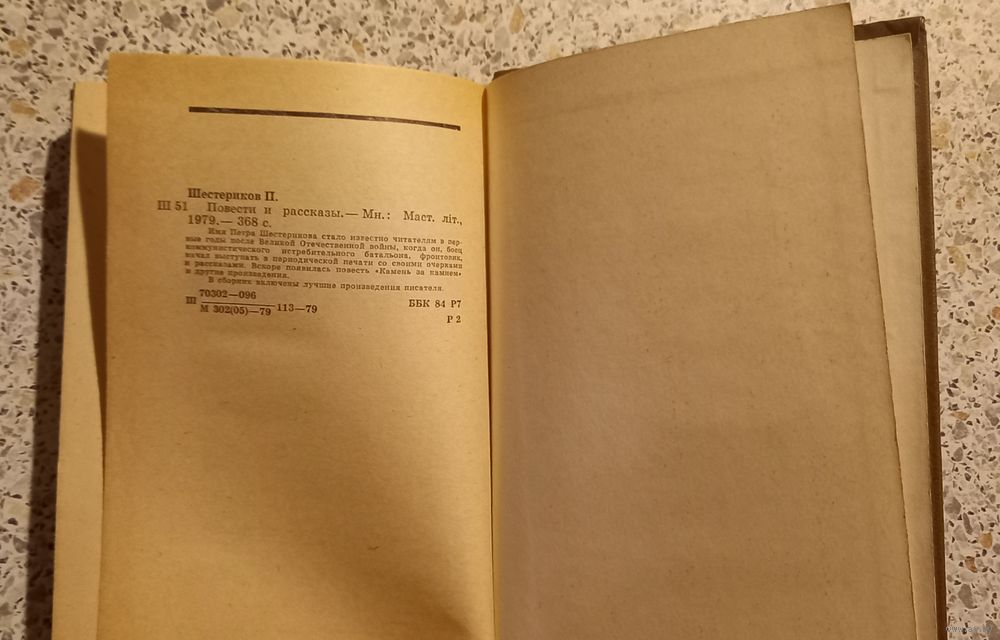 Шестериков П.
Ш 51 Повести и рассказы.— Мн.: Маст. літ.,
1979.— 368 с.
Имя Петра Шестерикова стало известно читателям в пер-
вые годы после Великой Отечественной войны, когда он, боец
коммунистического истребительного батальона, фронтовик,
начал выступать в периодической печати со своими очерками
и рассказами. Вскоре появилась повесть «Камень за камнем»
и другие произведения.
В сборник включены лучшие произведения писателя.
Ш 70302—096
М 302(05)—79 113—79
ББК 84 Р7
Р 2